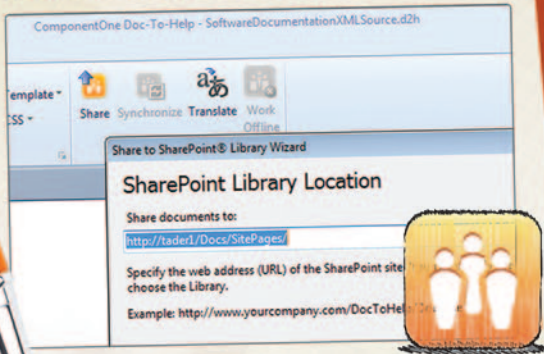 ComponentOne Doc-To-Help - SoftwareDocumentationXMLSource.d2h
Template
CSS
Share Synchronize Translate Work Offline
Share to SharePoint® Library Wizard
SharePoint Library Location
Share documents to:
http://tader1/Docs/SitePages/
Specify the web address (URL) of the SharePoint site
choose the Library.
Example: http://www.yourcompany.com/DocToHelp